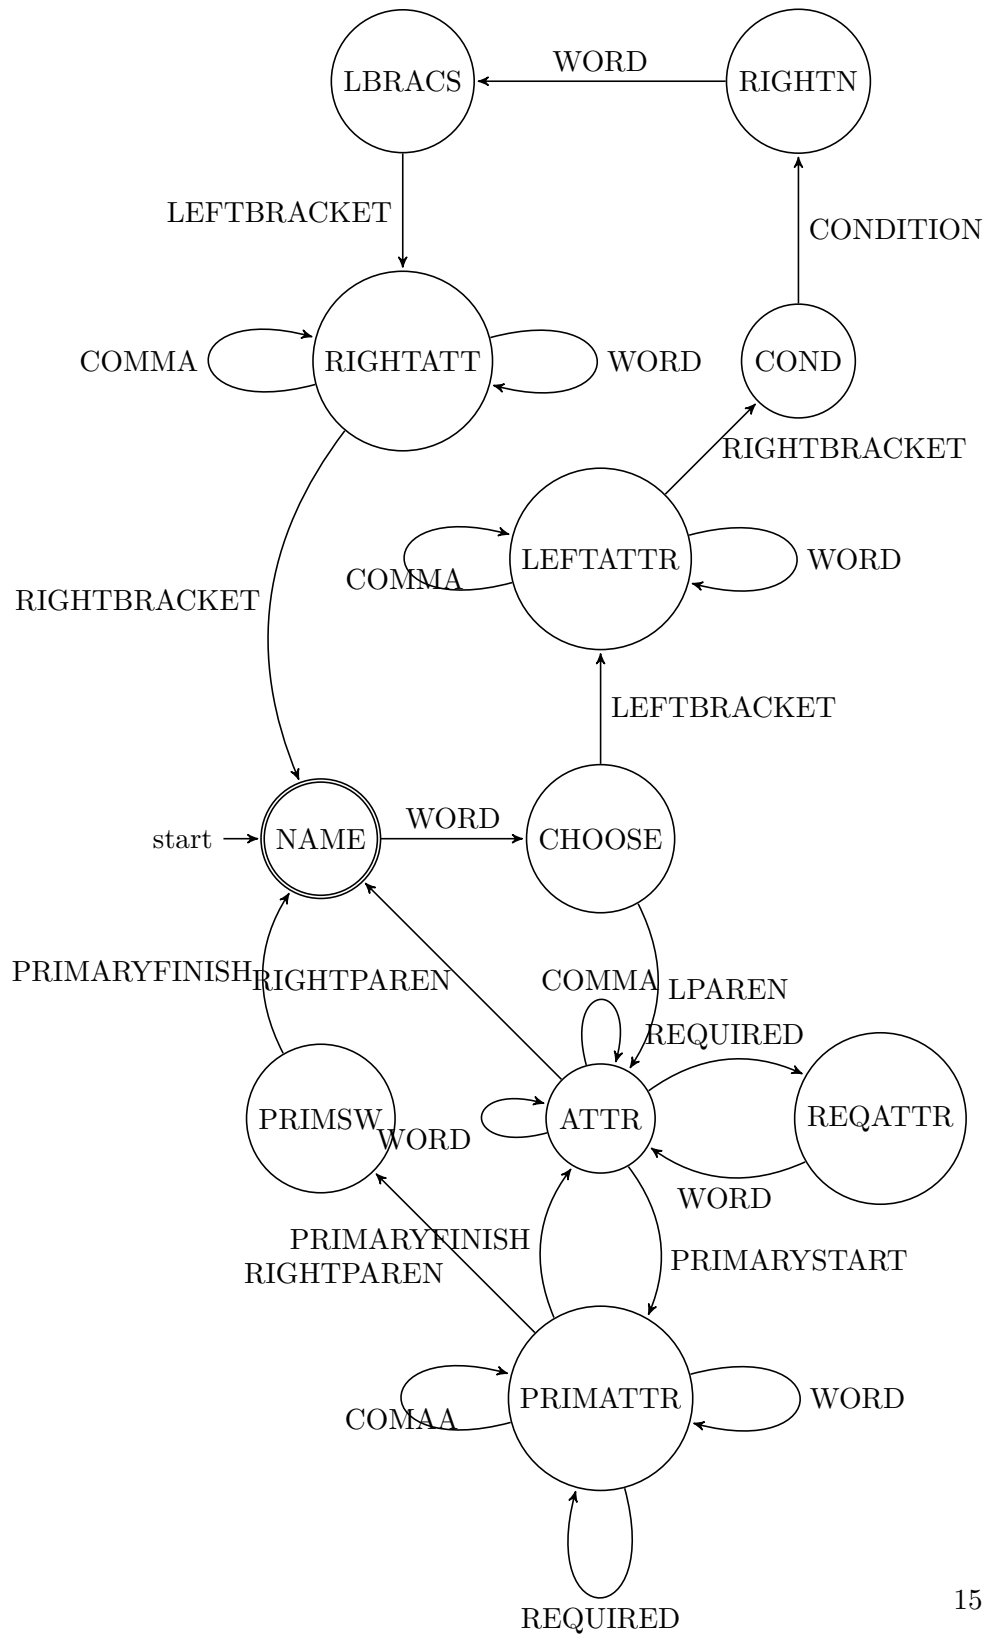 WORD
LBRACS
RIGHTN
LEFTBRACKET
CONDITION
COMMA
RIGHTATT
WORD
COND
RIGHTBRACKET
LEFTATTR
WORD
COMMA
RIGHTBRACKET
LEFTBRACKET
WORD
start
NAME
CHOOSE
PRIMARYFINISH
RIGHTPAREN
COMMA
LPAREN
REQUIRED
PRIMSW
WORD
ATTR
REQATTR
WORD
PRIMARYFINISH
PRIMARYSTART
RIGHTPAREN
PRIMATTR
WORD
COMAA
REQUIRED
15